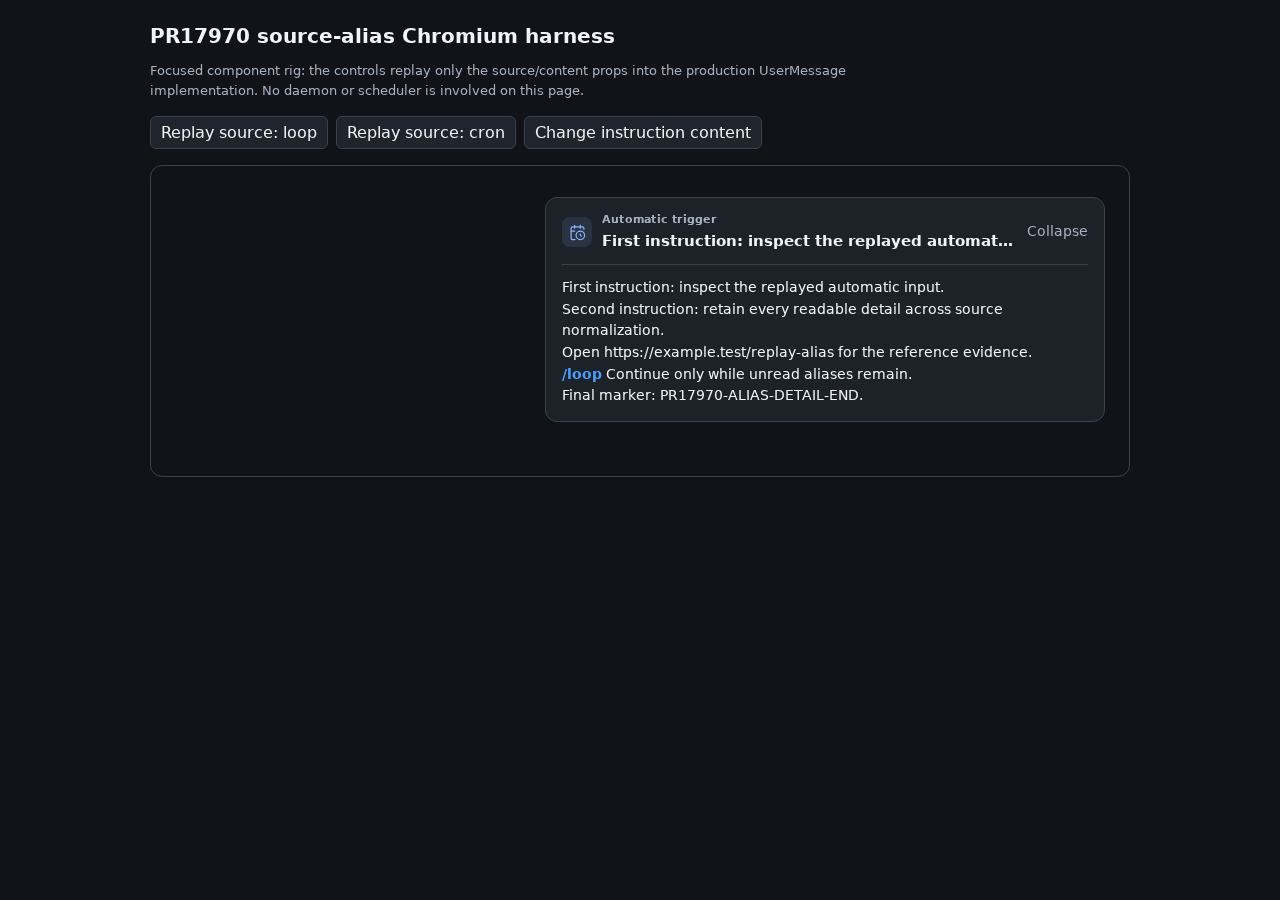 PR17970 source-alias Chromium harness
Focused component rig: the controls replay only the source/content props into the production UserMessage
implementation. No daemon or scheduler is involved on this page.
Replay source: loop
Replay source: cron
Change instruction content
Automatic trigger
First instruction: inspect the replayed automat…
Collapse
First instruction: inspect the replayed automatic input.
Second instruction: retain every readable detail across source
normalization.
Open https://example.test/replay-alias for the reference evidence.
/loop Continue only while unread aliases remain.
Final marker: PR17970-ALIAS-DETAIL-END.